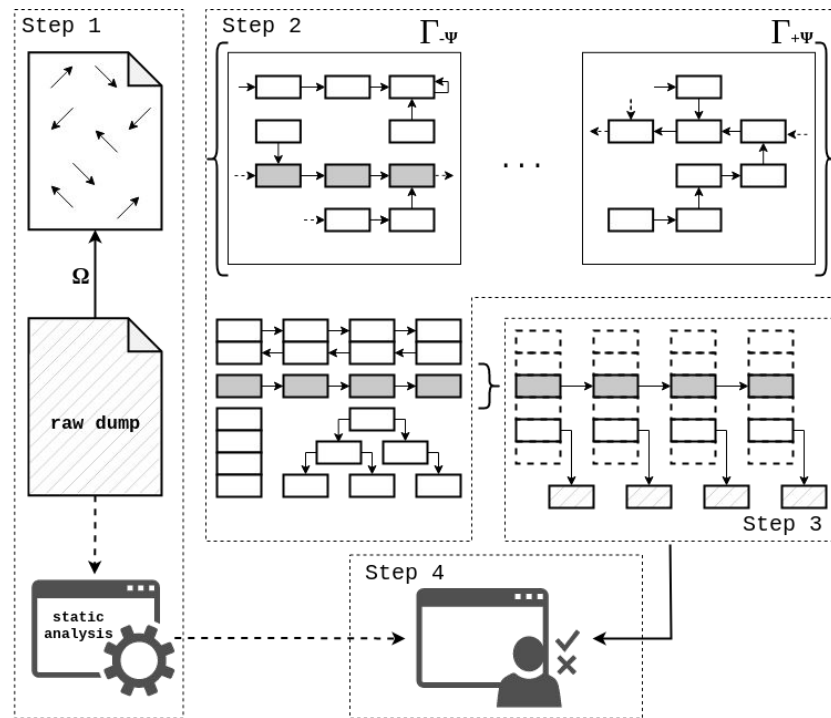 Step 1
Ω
raw dump
static
analysis
Step 2
Γ-Ψ
...
Γ+Ψ
Step 3
Step 4